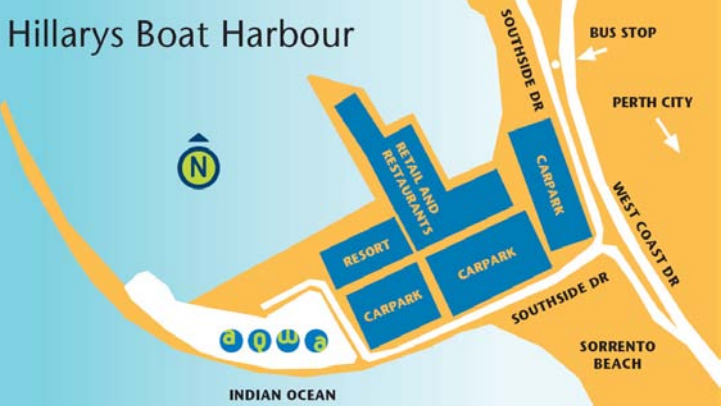 Hillarys Boat Harbour
SOUTHSIDE DR
BUS STOP
PERTH CITY
N
RETAIL AND
RESTAURANTS
CARPARK
WEST COAST DR
RESORT
CARPARK
CARPARK
SOUTHSIDE DR
aqwa
SORRENTO
BEACH
INDIAN OCEAN